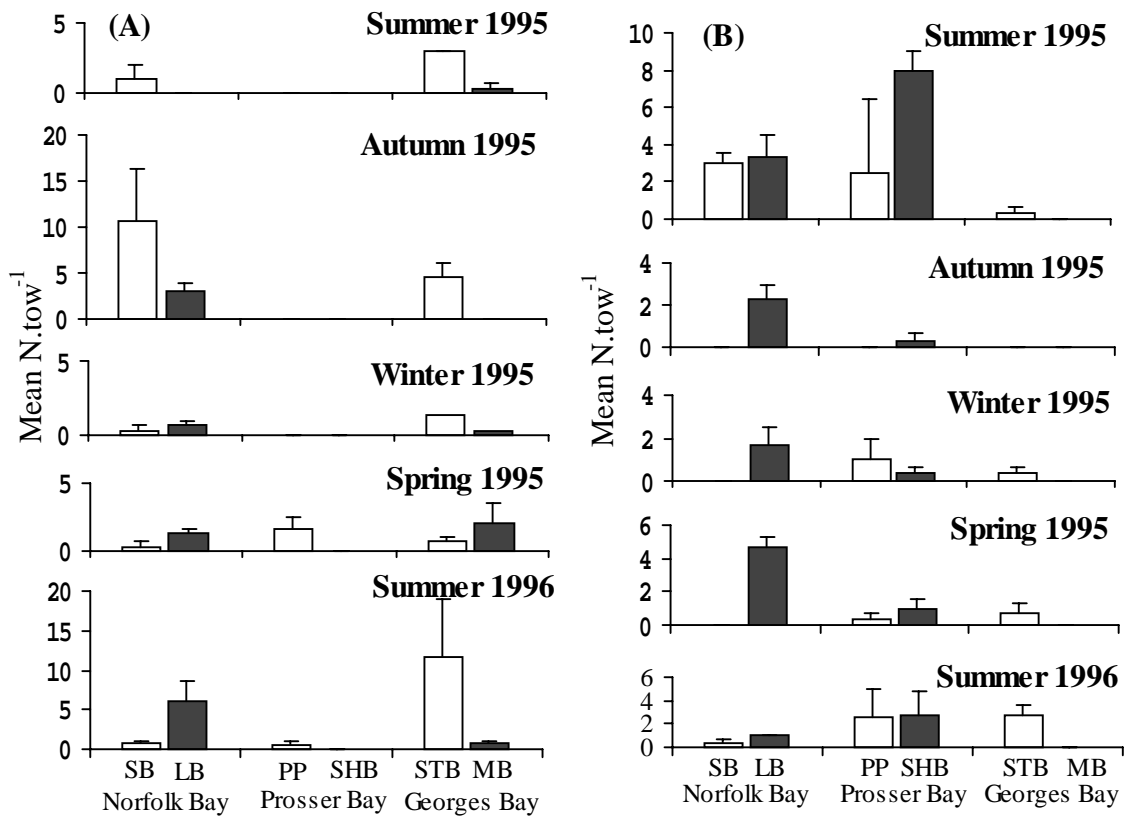 (A)
Summer 1995
5
0
Autumn 1995
20
15
10
5
0
Winter 1995
5
0
Spring 1995
5
0
Summer 1996
20
15
10
5
0
Mean N.tow-1
SB LB PP SHB STB MB
Norfolk Bay Prosser Bay Georges Bay
(B)
Summer 1995
10
8
6
4
2
0
Autumn 1995
4
2
0
Winter 1995
4
2
0
Spring 1995
6
4
2
0
Summer 1996
6
4
2
0
Mean N.tow-1
SB LB PP SHB STB MB
Norfolk Bay Prosser Bay Georges Bay